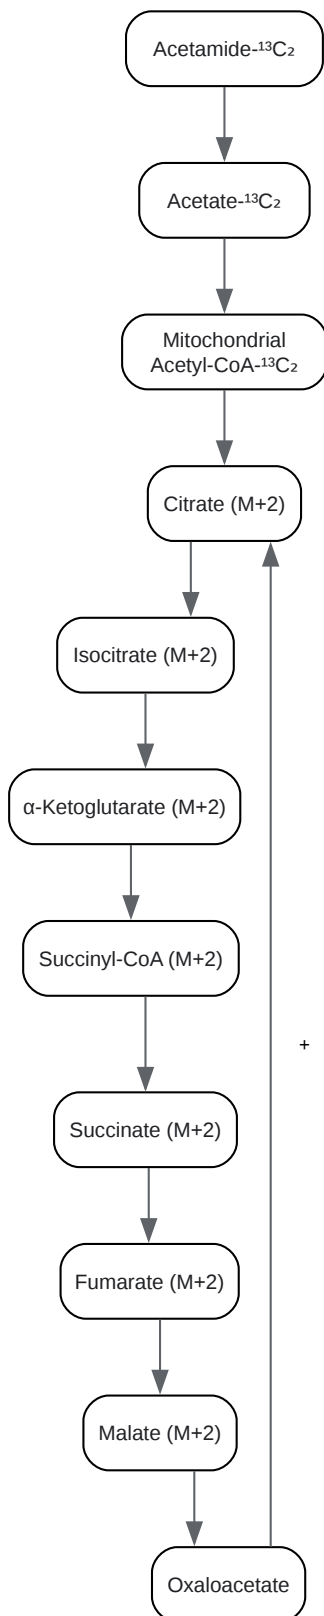 Acetamide-¹³C₂
Acetate-¹³C₂
Mitochondrial
Acetyl-CoA-¹³C₂
Citrate (M+2)
Isocitrate (M+2)
α-Ketoglutarate (M+2)
Succinyl-CoA (M+2)
+
Succinate (M+2)
Fumarate (M+2)
Malate (M+2)
Oxaloacetate